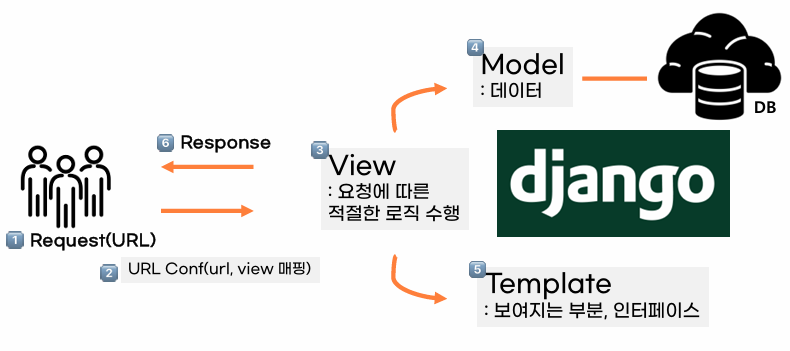 4
Model
: 데이터
DB
6 Response
3
View
: 요청에 따른
적절한 로직 수행
django
1 Request(URL)
2 URL Conf(url, view 매핑)
5
Template
: 보여지는 부분, 인터페이스